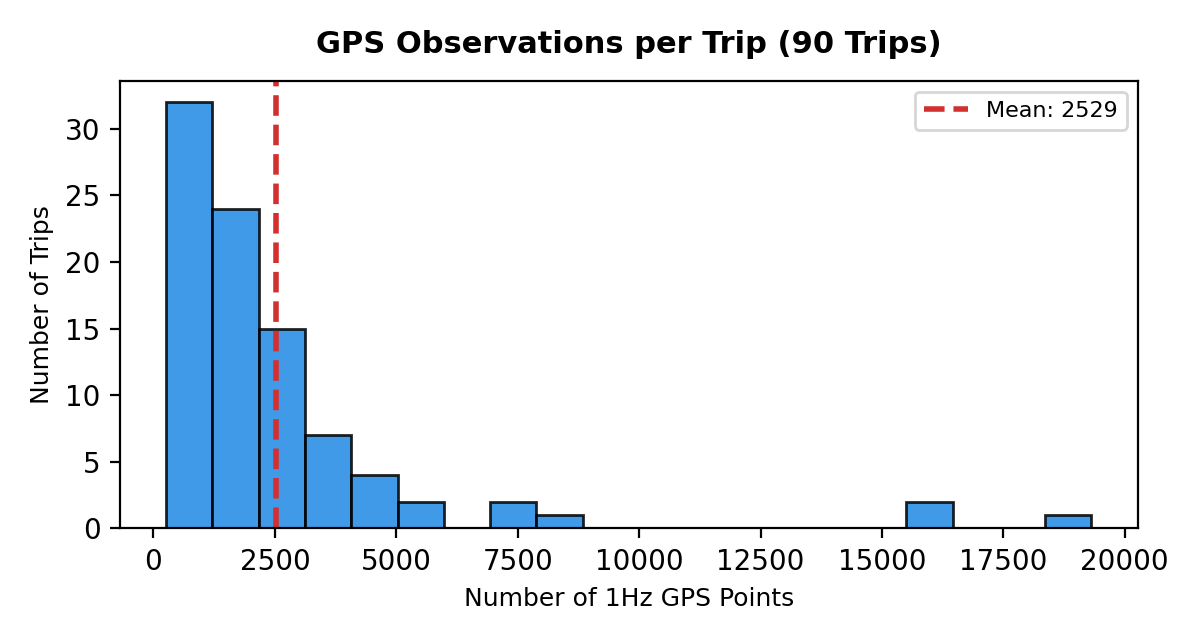 GPS Observations per Trip (90 Trips)
Mean: 2529
Number of Trips
30
25
20
15
10
5
0
0 2500 5000 7500 10000 12500 15000 17500 20000
Number of 1Hz GPS Points